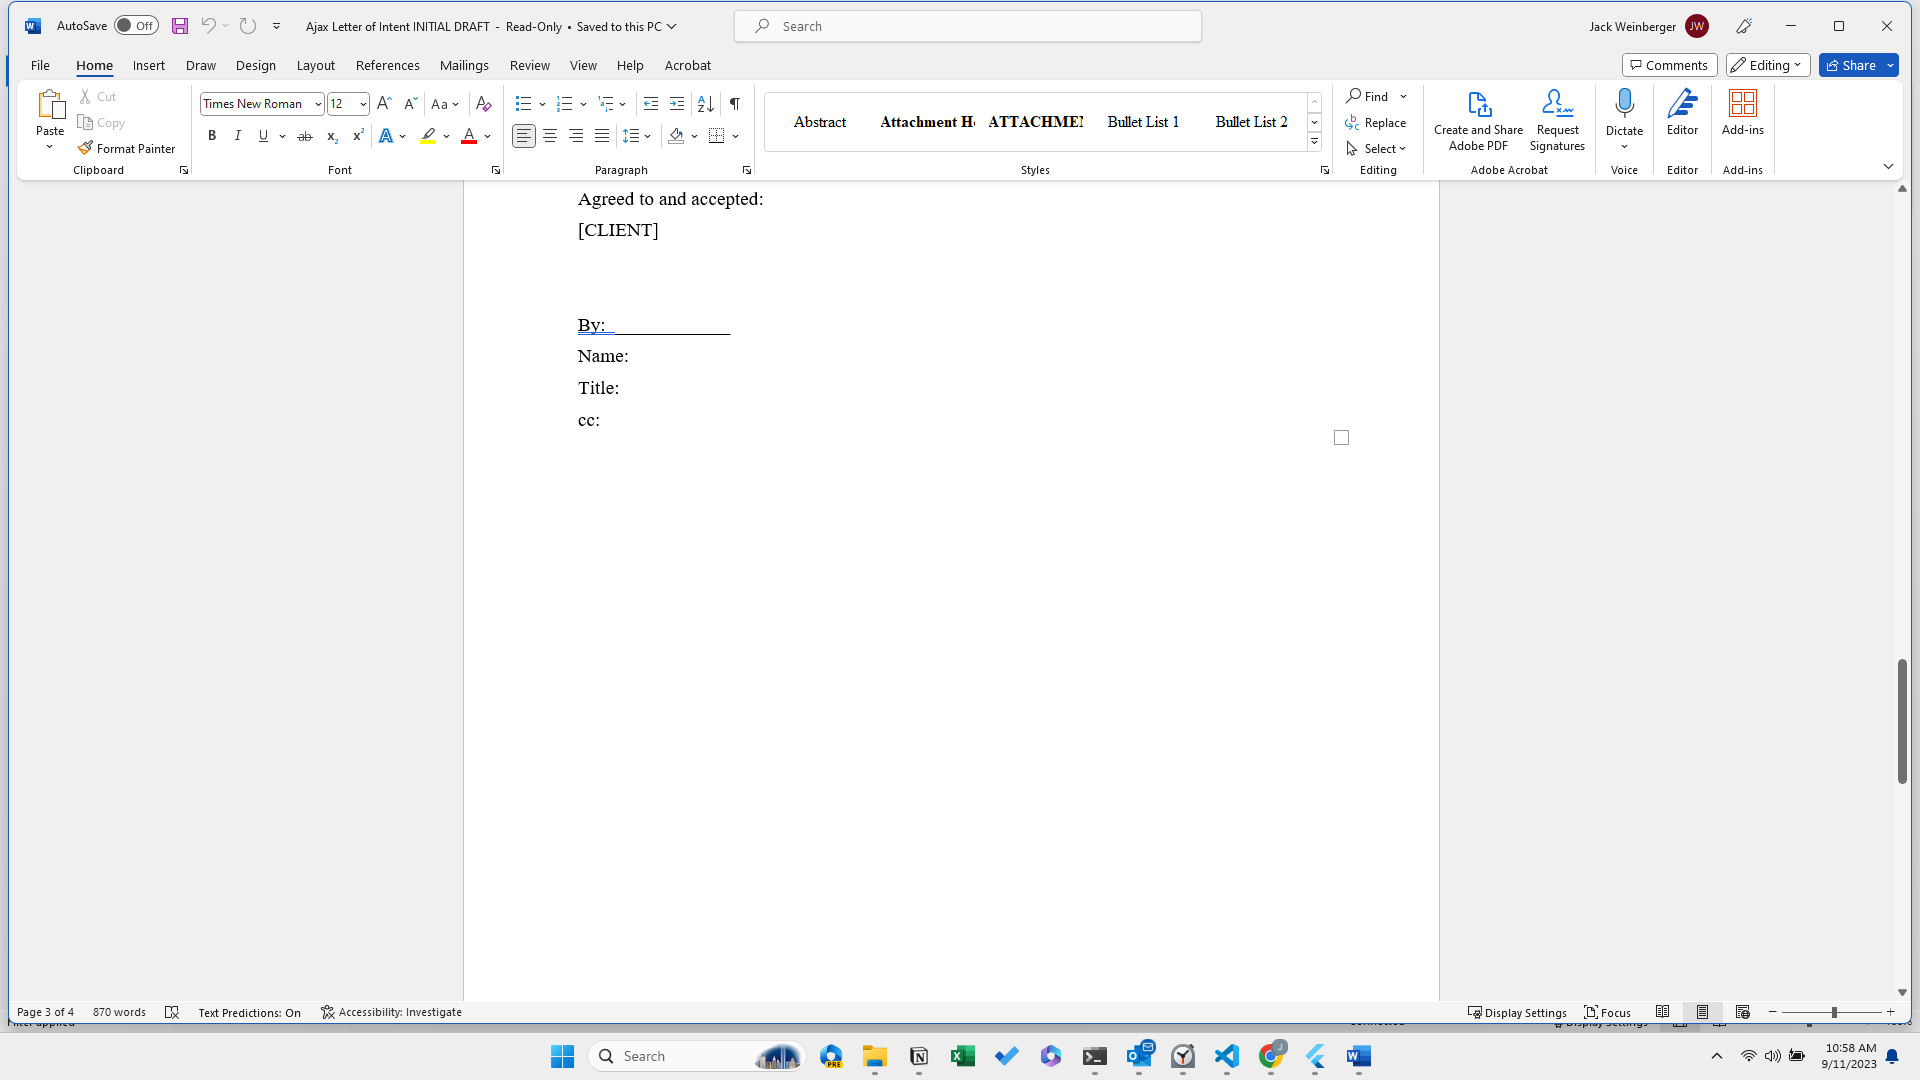 AutoSave Off Ajax Letter of Intent INITIAL DRAFT - Read-Only • Saved to this PC Search Jack Weinberger JW
File Home Insert Draw Design Layout References Mailings Review View Help Acrobat Comments Editing Share
Paste
Cut
Copy
Format Painter
Clipboard
Times New Roman 12
Font
Paragraph
Abstract Attachment H ATTACHMEN Bullet List 1 Bullet List 2
Styles
Find
Replace
Select
Editing
Create and Share
Adobe PDF
Request
Signatures
Adobe Acrobat
Dictate
Voice
Editor
Editor
Add-ins
Add-ins
Agreed to and accepted:
[CLIENT]
By: ____________
Name:
Title:
cc:
Page 3 of 4 870 words Text Predictions: On Accessibility: Investigate Display Settings Focus
Search
PRE
J
10:58 AM
9/11/2023